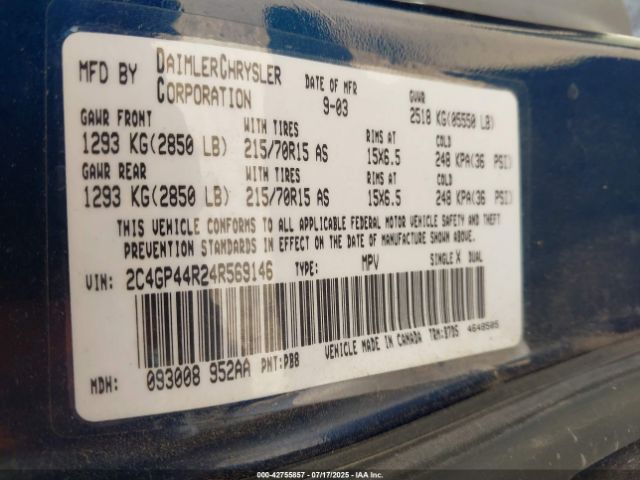 MFD BY DAIMLERCHRYSLER CORPORATION DATE OF MFR 9-03 GVWR 2518 KG(05550 LB)
GAWR FRONT WITH TIRES RIMS AT COLD
1293 KG(2850 LB) 215/70R15 AS 15X6.5 248 KPA(36 PSI)
GAWR REAR WITH TIRES RIMS AT COLD
1293 KG(2850 LB) 215/70R15 AS 15X6.5 248 KPA(36 PSI)
THIS VEHICLE CONFORMS TO ALL APPLICABLE FEDERAL MOTOR VEHICLE SAFETY AND THEFT
PREVENTION STANDARDS IN EFFECT ON THE DATE OF MANUFACTURE SHOWN ABOVE.
VIN: 2C4GP44R24R569146 TYPE: MPV SINGLE X DUAL
MDH: 093008 952AA PNT:PB8 VEHICLE MADE IN CANADA TRM:B7D5 4648505
000-42755857 / 07/17/2025 / IAA Inc.